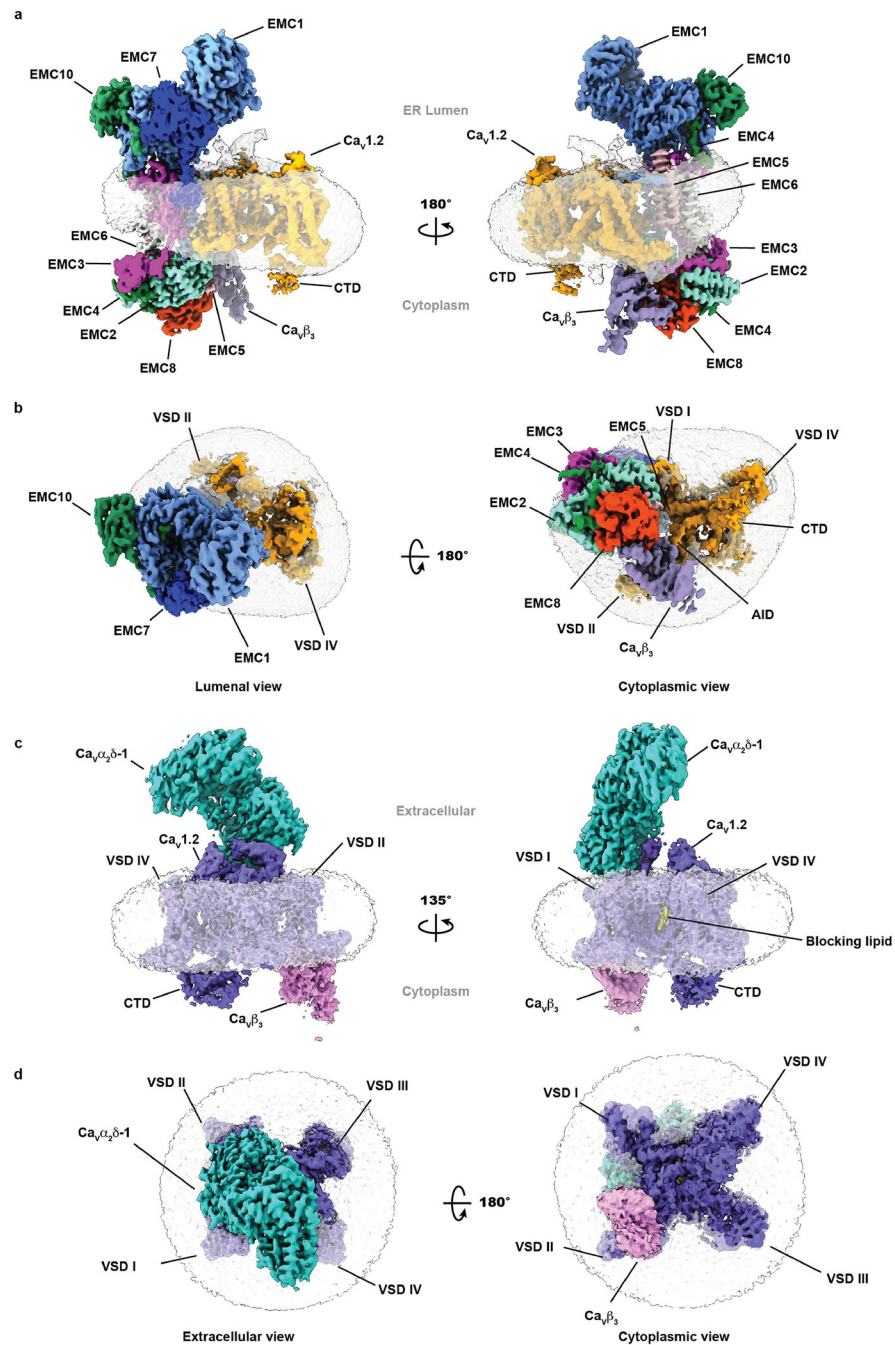 a
EMC1
EMC7
EMC10
ER Lumen
Caᵥ1.2
EMC6
EMC3
EMC4
EMC2
EMC8
EMC5
Caᵥβ₃
CTD
Cytoplasm
180°
EMC1
EMC10
EMC4
EMC5
EMC6
EMC3
EMC2
CTD
Caᵥβ₃
EMC4
EMC8
b
VSD II
EMC10
EMC7
EMC1
VSD IV
Lumenal view
180°
EMC3
EMC5
VSD I
EMC4
VSD IV
EMC2
CTD
EMC8
AID
VSD II
Caᵥβ₃
Cytoplasmic view
c
Caᵥα₂δ-1
Extracellular
Caᵥ1.2
VSD II
VSD IV
135°
CTD
Caᵥβ₃
Cytoplasm
Caᵥα₂δ-1
Caᵥ1.2
VSD I
VSD IV
Blocking lipid
Caᵥβ₃
CTD
d
VSD II
VSD III
Caᵥα₂δ-1
VSD I
VSD IV
Extracellular view
180°
VSD IV
VSD I
VSD II
VSD III
Caᵥβ₃
Cytoplasmic view